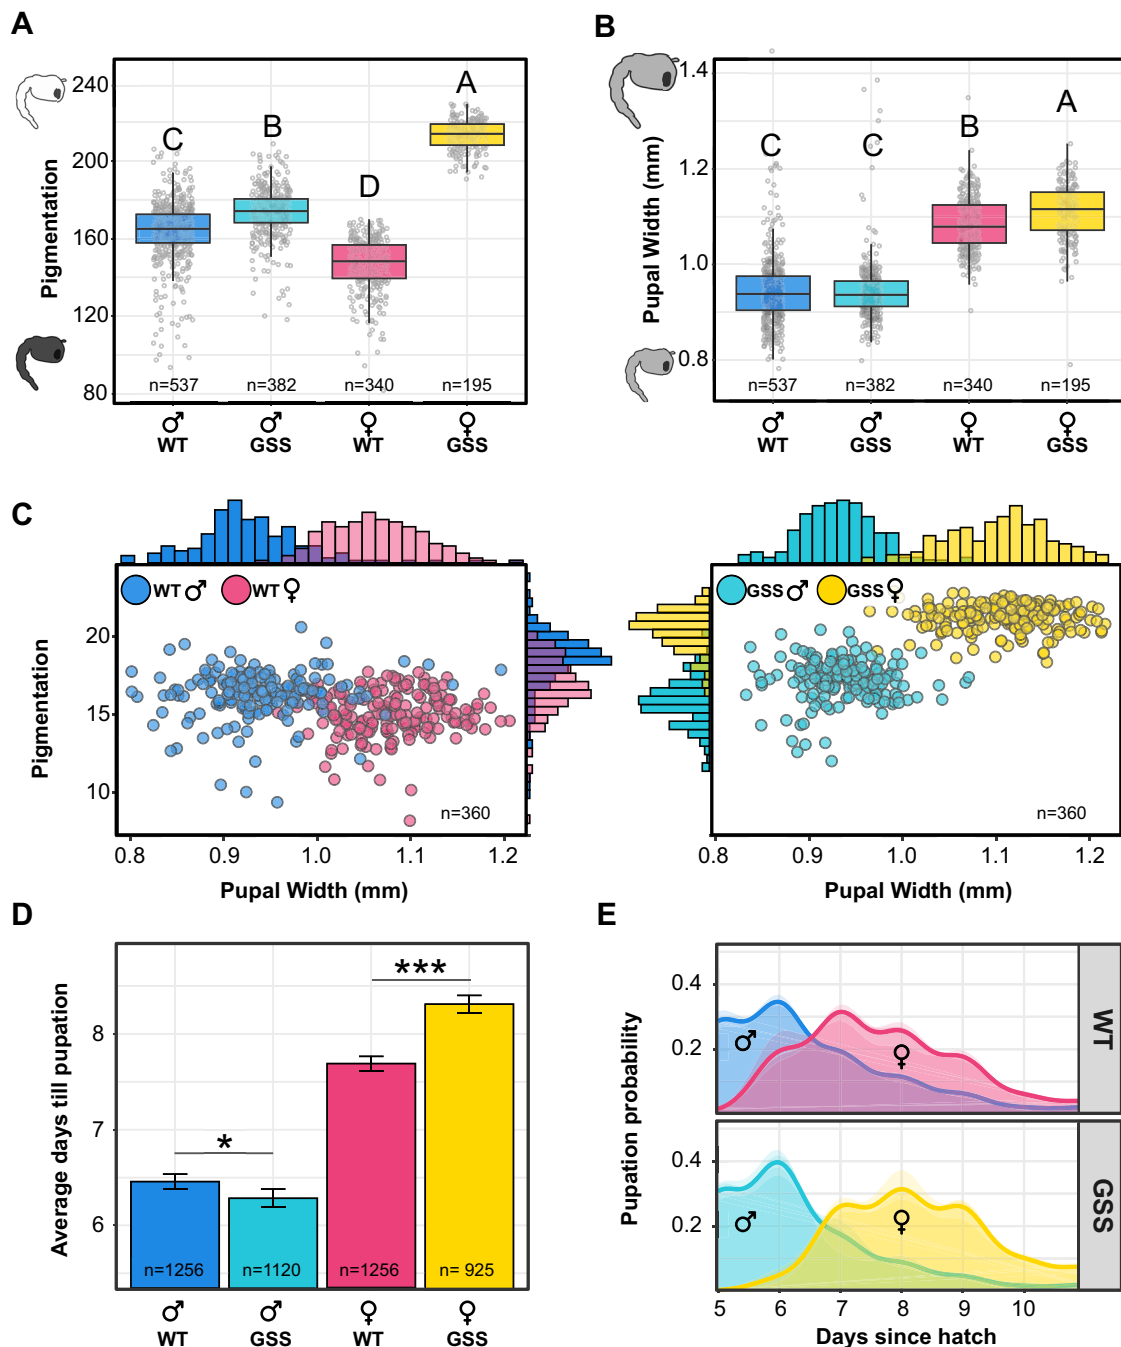 A
240
200
160
120
80
Pigmentation
C
B
D
A
n=537
n=382
n=340
n=195
♂
WT
♂
GSS
♀
WT
♀
GSS
B
1.4
1.2
1.0
0.8
Pupal Width (mm)
C
C
B
A
n=537
n=382
n=340
n=195
♂
WT
♂
GSS
♀
WT
♀
GSS
C
WT ♂
WT ♀
20
15
10
Pigmentation
n=360
0.8
0.9
1.0
1.1
1.2
Pupal Width (mm)
GSS ♂
GSS ♀
n=360
0.8
0.9
1.0
1.1
1.2
Pupal Width (mm)
D
8
7
6
Average days till pupation
*
***
n=1256
n=1120
n=1256
n= 925
♂
WT
♂
GSS
♀
WT
♀
GSS
E
Pupation probability
0.4
0.2
♂
♀
WT
0.4
0.2
♂
♀
GSS
5
6
7
8
9
10
Days since hatch